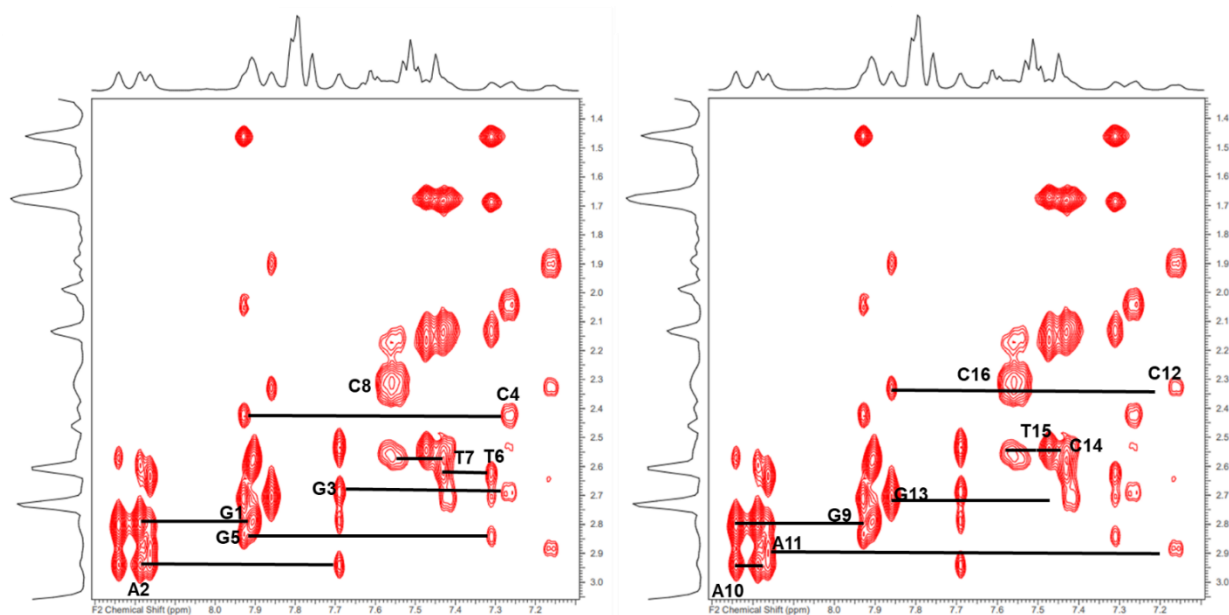 1.4
1.5
1.6
1.7
1.8
1.9
2.0
2.1
2.2
2.3
2.4
2.5
2.6
2.7
2.8
2.9
3.0
C8
C4
T7 T6
G3
G1
G5
A2
F2 Chemical Shift (ppm) 8.0 7.9 7.8 7.7 7.6 7.5 7.4 7.3 7.2
1.4
1.5
1.6
1.7
1.8
1.9
2.0
2.1
2.2
2.3
2.4
2.5
2.6
2.7
2.8
2.9
3.0
C16 C12
T15
C14
G13
G9
A11
A10
F2 Chemical Shift (ppm) 8.0 7.9 7.8 7.7 7.6 7.5 7.4 7.3 7.2